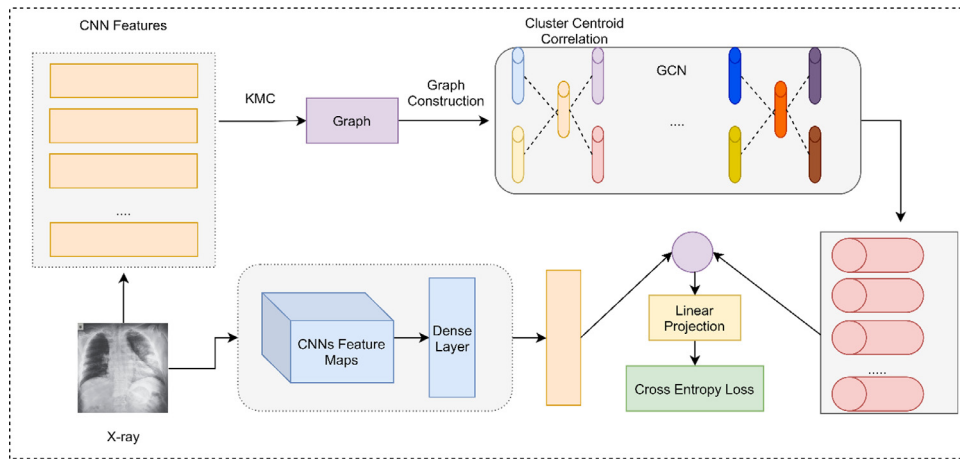 CNN Features
Cluster Centroid
Correlation
KMC
Graph
Graph
Construction
GCN
....
....
CNNs Feature
Maps
Dense
Layer
Linear
Projection
Cross Entropy Loss
.....
X-ray